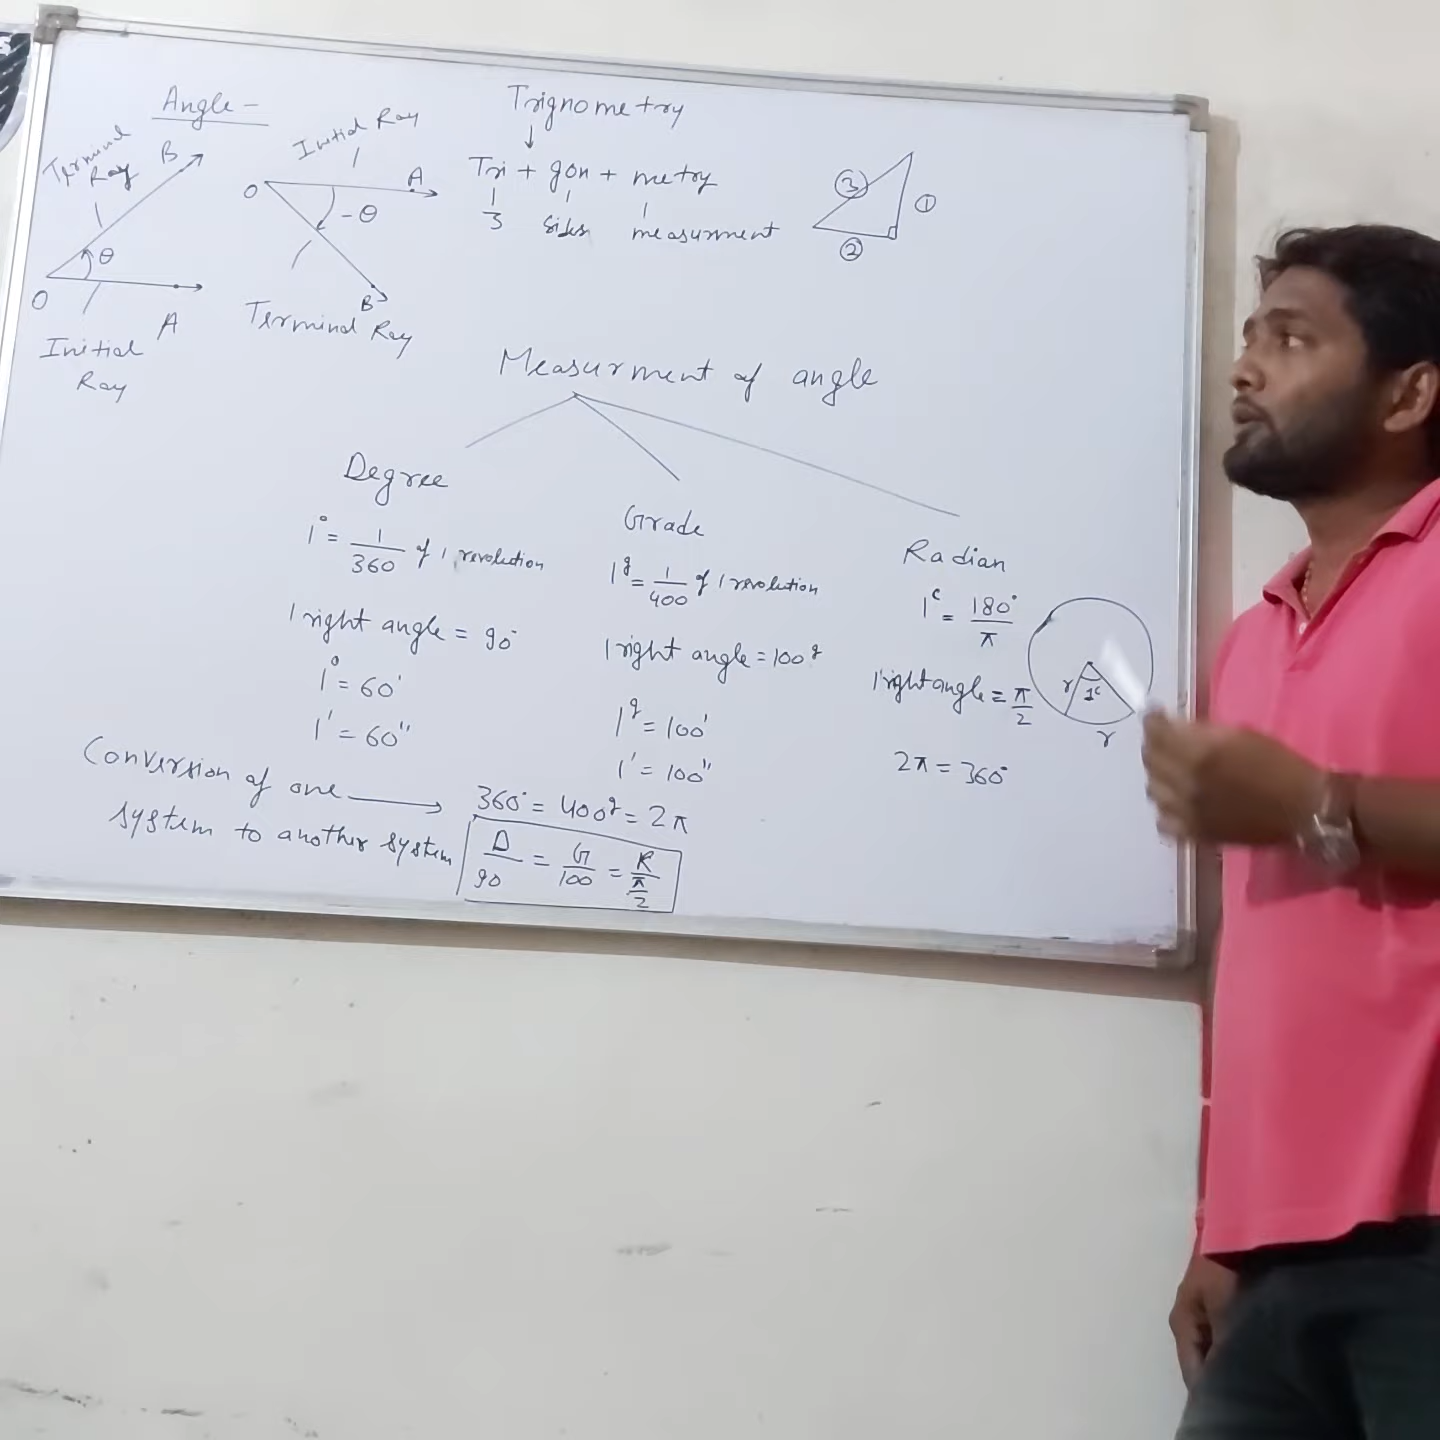 Angle -
Terminal
Ray
B
θ
O
A
Initial
Ray
Initial Ray
O
A
-θ
B
Terminal Ray
Trignometry
↓
Tri + gon + metry
3 sides measurment
①
②
③
Measurment of angle
Degree
1° = 1/360 of 1 revolution
1 right angle = 90°
1° = 60'
1' = 60"
Grade
1ᵍ = 1/400 of 1 revolution
1 right angle = 100ᵍ
1ᵍ = 100'
1' = 100"
Radian
1ᶜ = 180°/π
1 right angle = π/2
2π = 360°
r
1ᶜ
r
Conversion of one → 360° = 400ᵍ = 2π
system to another system
D/90 = G/100 = R/(π/2)